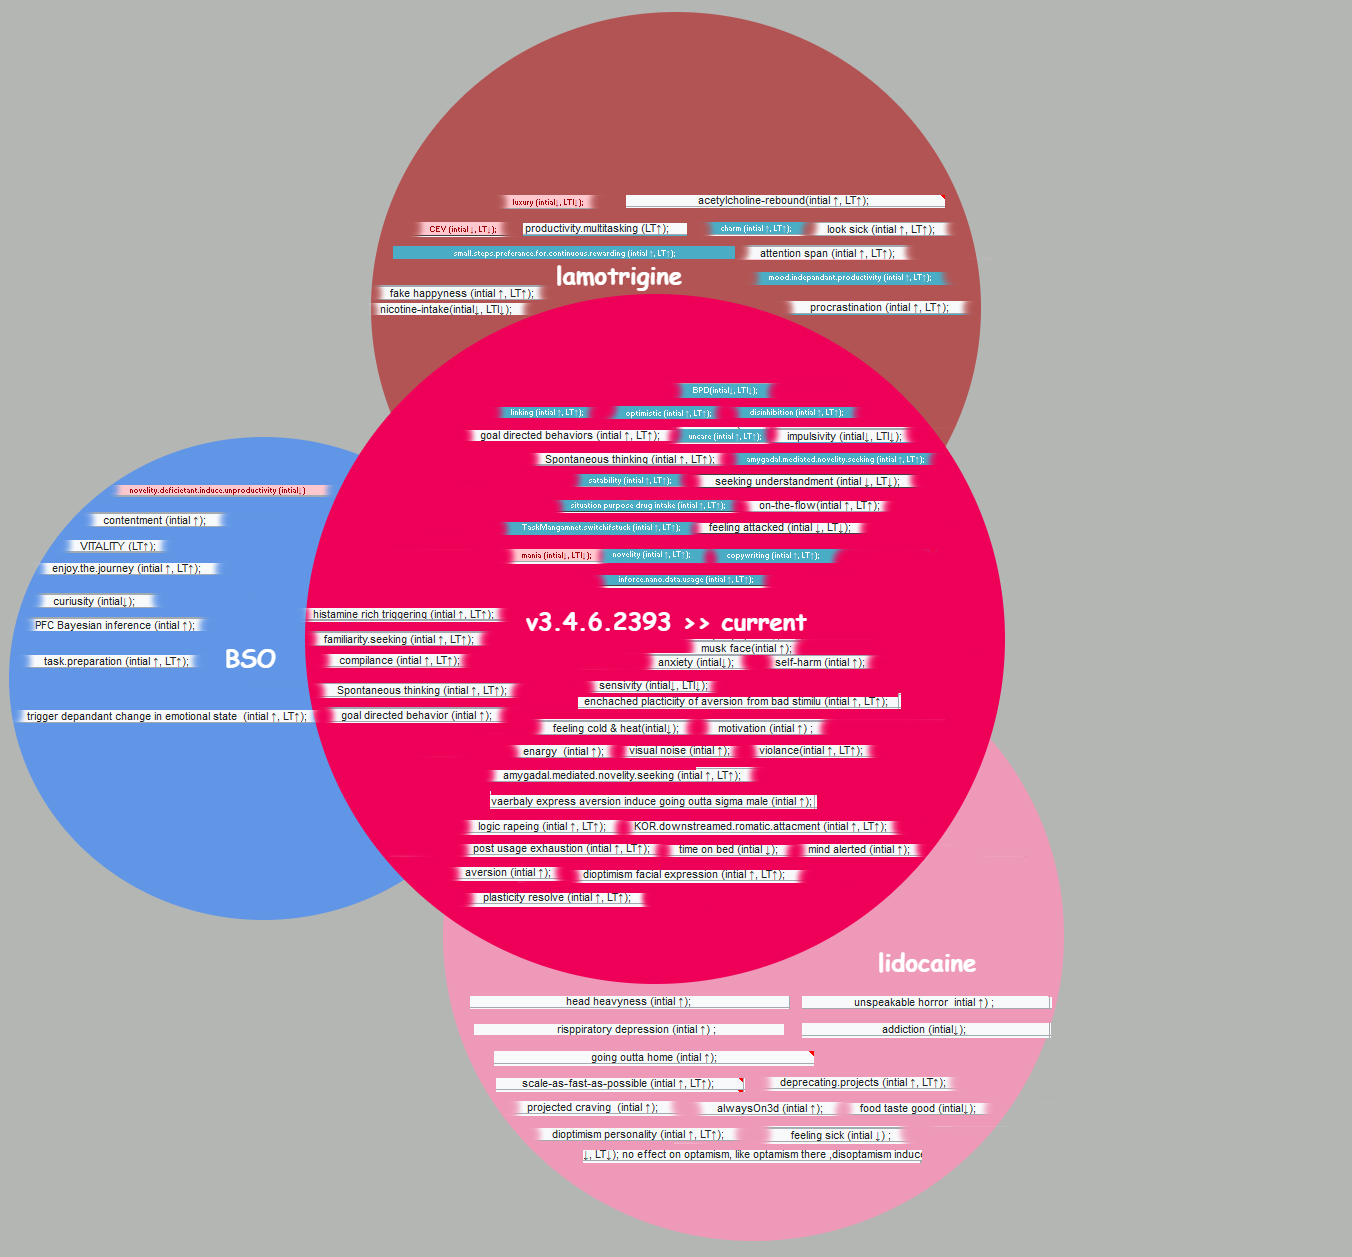 luxury (intial↓, LTl↓);
acetylcholine-rebound(intial ↑, LT↑);
CEV (intial ↓, LT↓);
productivity.multitasking (LT↑);
charm (intial ↑, LT↑);
look sick (intial ↑, LT↑);
small.steps.preferance.for.continuous.rewarding (intial ↑, LT↑);
attention span (intial ↑, LT↑);
lamotrigine
mood.indepandant.productivity (intial ↑, LT↑);
fake happyness (intial ↑, LT↑);
nicotine-intake(intial↓, LTl↓);
procrastination (intial ↑, LT↑);
BPD(intial↓, LTl↓);
linking (intial ↑, LT↑);
optimistic (intial ↑, LT↑);
disinhibition (intial ↑, LT↑);
goal directed behaviors (intial ↑, LT↑);
uncare (intial ↑, LT↑);
impulsivity (intial↓, LTl↓);
Spontaneous thinking (intial ↑, LT↑);
amygadal.mediated.novelity.seeking (intial ↑, LT↑);
satability (intial ↑, LT↑);
seeking understandment (intial ↓, LT↓);
situation purpose drug intake (intial ↑, LT↑);
on-the-flow(intial ↑, LT↑);
TaskMangamnet.switchifstuck (intial ↑, LT↑);
feeling attacked (intial ↓, LT↓);
mania (intial↓, LTl↓);
novelity (intial ↑, LT↑);
copywriting (intial ↑, LT↑);
inforce.nano.data.usage (intial ↑, LT↑);
novelity.deficietant.induce.unproductivity (intial↓)
contentment (intial ↑);
VITALITY (LT↑);
enjoy.the.journey (intial ↑, LT↑);
curiusity (intial↓);
PFC Bayesian inference (intial ↑);
task.preparation (intial ↑, LT↑);
BSO
trigger depandant change in emotional state (intial ↑, LT↑);
histamine rich triggering (intial ↑, LT↑);
familiarity.seeking (intial ↑, LT↑);
compilance (intial ↑, LT↑);
Spontaneous thinking (intial ↑, LT↑);
goal directed behavior (intial ↑);
v3.4.6.2393 >> current
musk face(intial ↑);
anxiety (intial↓);
self-harm (intial ↑);
sensivity (intial↓, LTl↓);
enchached placticlity of aversion from bad stimilu (intial ↑, LT↑);
feeling cold & heat(intial↓);
motivation (intial ↑) ;
enargy (intial ↑);
visual noise (intial ↑);
violance(intial ↑, LT↑);
amygadal.mediated.novelity.seeking (intial ↑, LT↑);
vaerbaly express aversion induce going outta sigma male (intial ↑);
logic rapeing (intial ↑, LT↑);
KOR.downstreamed.romatic.attacment (intial ↑, LT↑);
post usage exhaustion (intial ↑, LT↑);
time on bed (intial ↓);
mind alerted (intial ↑);
aversion (intial ↑);
dioptimism facial expression (intial ↑, LT↑);
plasticity resolve (intial ↑, LT↑);
lidocaine
head heavyness (intial ↑);
unspeakable horror intial ↑) ;
risppiratory depression (intial ↑) ;
addiction (intial↓);
going outta home (intial ↑);
scale-as-fast-as-possible (intial ↑, LT↑);
deprecating.projects (intial ↑, LT↑);
projected craving (intial ↑);
alwaysOn3d (intial ↑);
food taste good (intial↓);
dioptimism personality (intial ↑, LT↑);
feeling sick (intial ↓) ;
↓, LT↓); no effect on optamism, like optamism there ,disoptamism induce